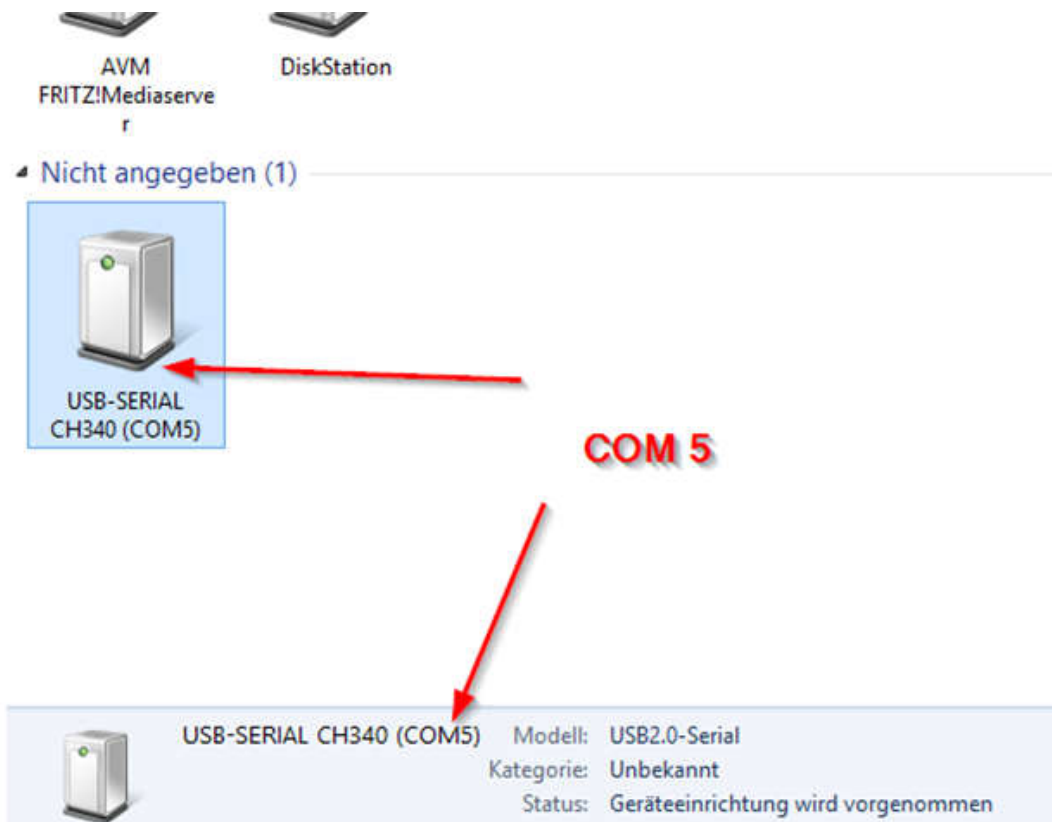 AVM
FRITZ!Mediaserve
r
DiskStation
Nicht angegeben (1)
USB-SERIAL
CH340 (COM5)
COM 5
USB-SERIAL CH340 (COM5) Modell: USB2.0-Serial
Kategorie: Unbekannt
Status: Geräteeinrichtung wird vorgenommen